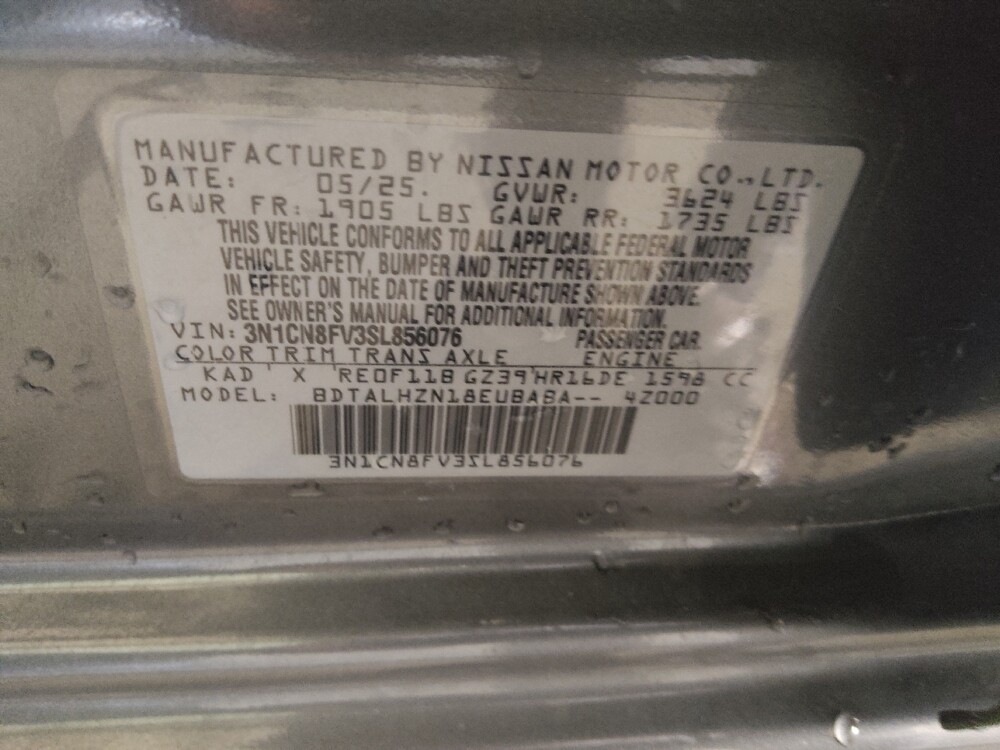 MANUFACTURED BY NISSAN MOTOR CO.,LTD.
DATE: 05/25. GVWR: 3624 LBS
GAWR FR: 1905 LBS GAWR RR: 1735 LBS
THIS VEHICLE CONFORMS TO ALL APPLICABLE FEDERAL MOTOR
VEHICLE SAFETY, BUMPER AND THEFT PREVENTION STANDARDS
IN EFFECT ON THE DATE OF MANUFACTURE SHOWN ABOVE.
SEE OWNER'S MANUAL FOR ADDITIONAL INFORMATION.
VIN: 3N1CN8FV3SL856076 PASSENGER CAR.
COLOR TRIM TRANS AXLE ENGINE
KAD ' X 'RE0F11B GZ39'HR16DE 1598 CC
MODEL: BDTALHZN18EUBABA-- 4Z000
3N1CN8FV3SL856076